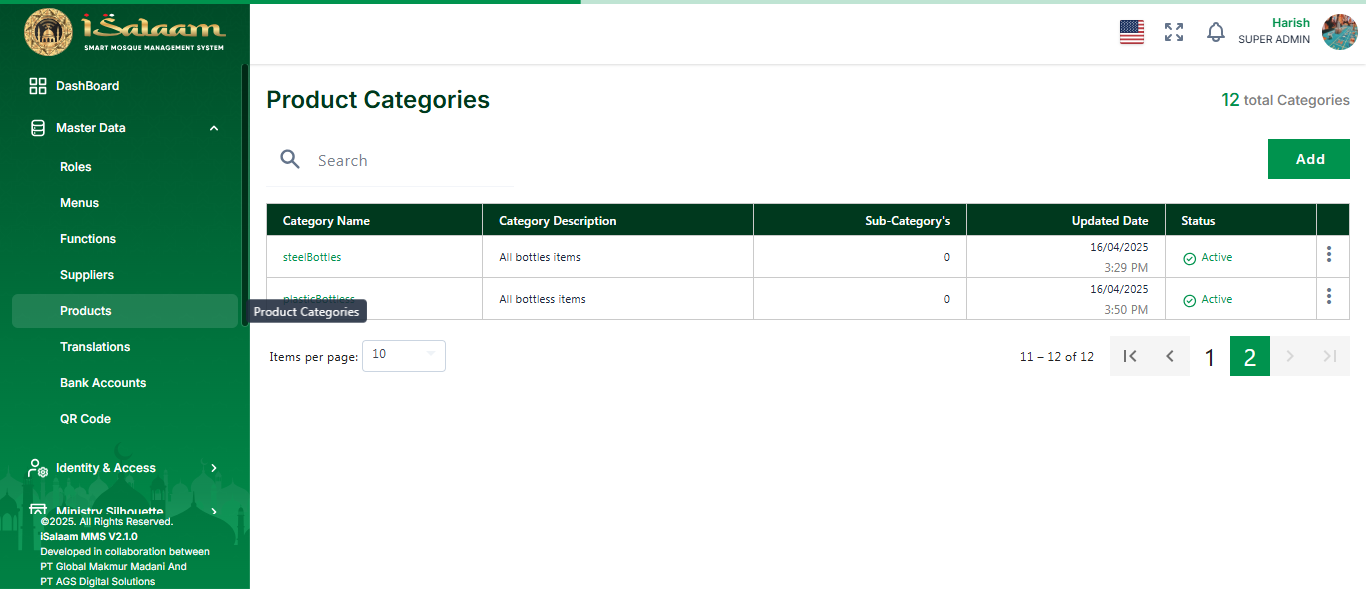 iSalaam
SMART MOSQUE MANAGEMENT SYSTEM
Harish
SUPER ADMIN
DashBoard
Master Data
Roles
Menus
Functions
Suppliers
Products
Translations
Bank Accounts
QR Code
Identity & Access
Ministry Silhouette
©2025. All Rights Reserved.
iSalaam MMS V2.1.0
Developed in collaboration between
PT Global Makmur Madani And
PT AGS Digital Solutions
Product Categories
12 total Categories
Search
Add
Category Name Category Description Sub-Category's Updated Date Status
steelBottles All bottles items 0 16/04/2025 Active
3:29 PM
plasticBottless All bottless items 0 16/04/2025 Active
3:50 PM
Product Categories
Items per page: 10 11 – 12 of 12 1 2